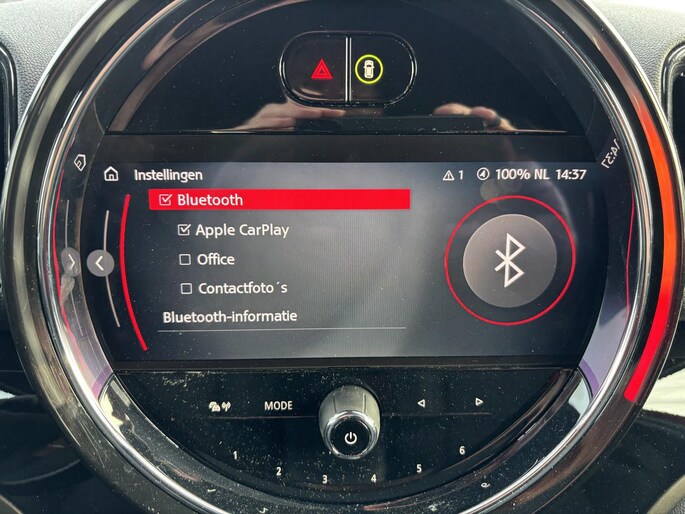 Instellingen
1 100% NL 14:37
Bluetooth
Apple CarPlay
Office
Contactfoto´s
Bluetooth-informatie
MODE
1 2 3 4 5 6